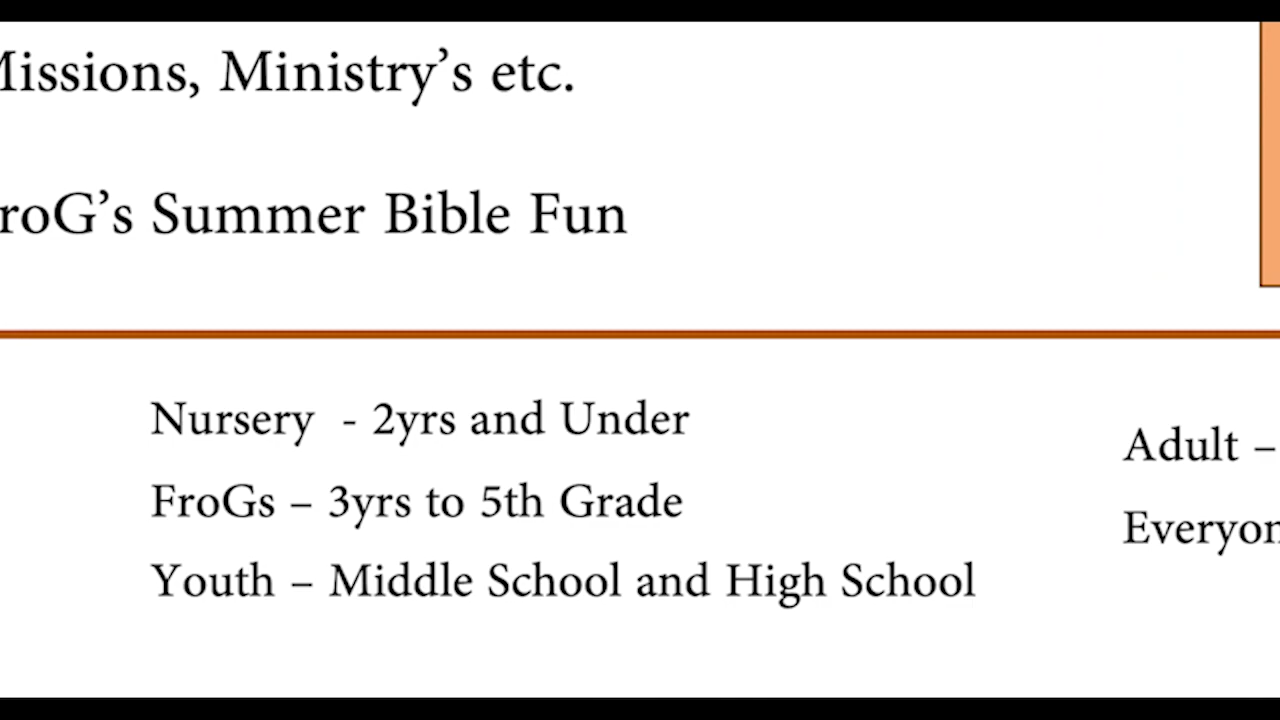 Missions, Ministry's etc.
roG's Summer Bible Fun
Nursery - 2yrs and Under
FroGs – 3yrs to 5th Grade
Youth – Middle School and High School
Adult –
Everyon